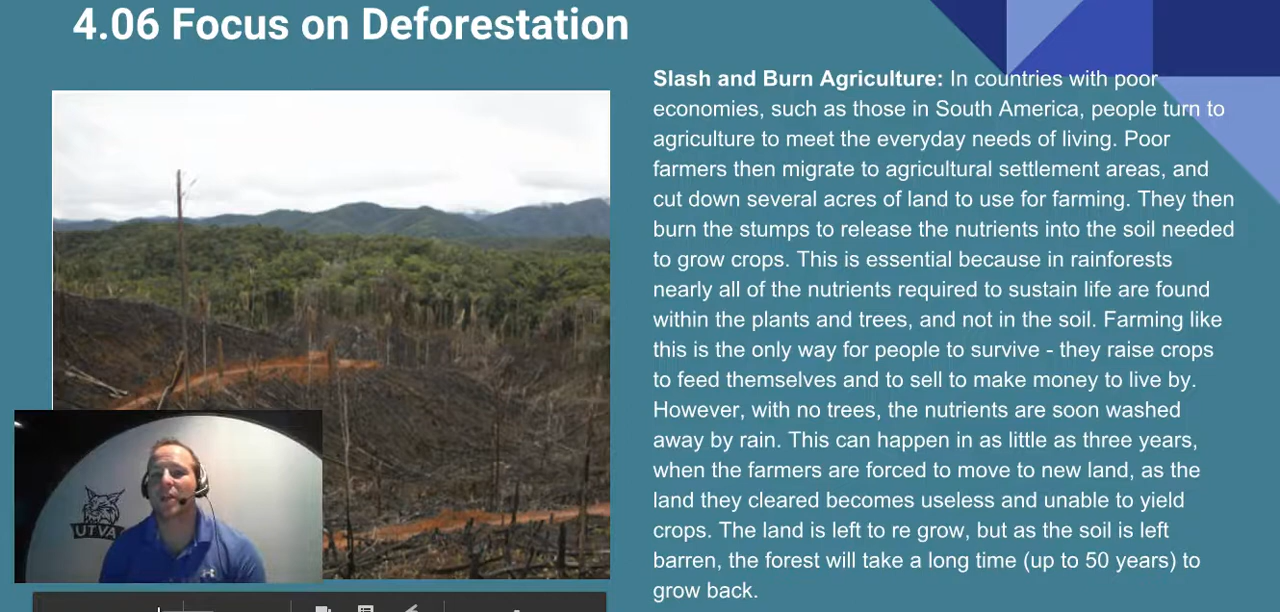 4.06 Focus on Deforestation
Slash and Burn Agriculture: In countries with poor
economies, such as those in South America, people turn to
agriculture to meet the everyday needs of living. Poor
farmers then migrate to agricultural settlement areas, and
cut down several acres of land to use for farming. They then
burn the stumps to release the nutrients into the soil needed
to grow crops. This is essential because in rainforests
nearly all of the nutrients required to sustain life are found
within the plants and trees, and not in the soil. Farming like
this is the only way for people to survive - they raise crops
to feed themselves and to sell to make money to live by.
However, with no trees, the nutrients are soon washed
away by rain. This can happen in as little as three years,
when the farmers are forced to move to new land, as the
land they cleared becomes useless and unable to yield
crops. The land is left to re grow, but as the soil is left
barren, the forest will take a long time (up to 50 years) to
grow back.
UTVA